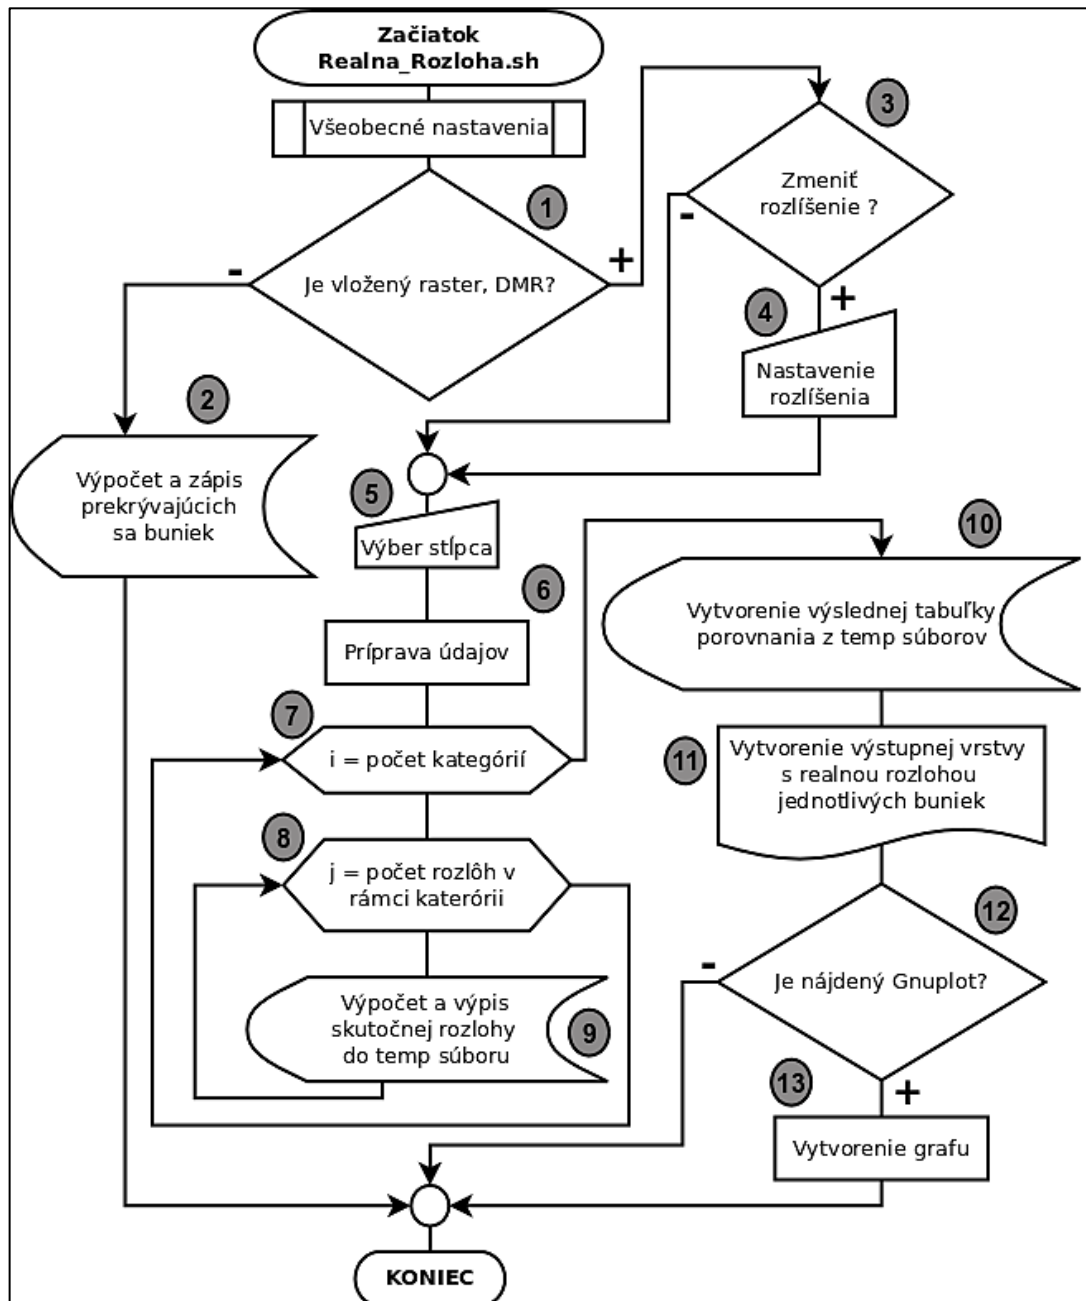 Začiatok
Realna_Rozloha.sh
Všeobecné nastavenia
1
Je vložený raster, DMR?
-
+
3
Zmeniť
rozlíšenie ?
-
+
4
Nastavenie
rozlíšenia
2
Výpočet a zápis
prekrývajúcich
sa buniek
5
Výber stĺpca
6
Príprava údajov
7
i = počet kategórií
8
j = počet rozlôh v
rámci katerórii
9
Výpočet a výpis
skutočnej rozlohy
do temp súboru
10
Vytvorenie výslednej tabuľky
porovnania z temp súborov
11
Vytvorenie výstupnej vrstvy
s realnou rozlohou
jednotlivých buniek
12
Je nájdený Gnuplot?
-
+
13
Vytvorenie grafu
KONIEC